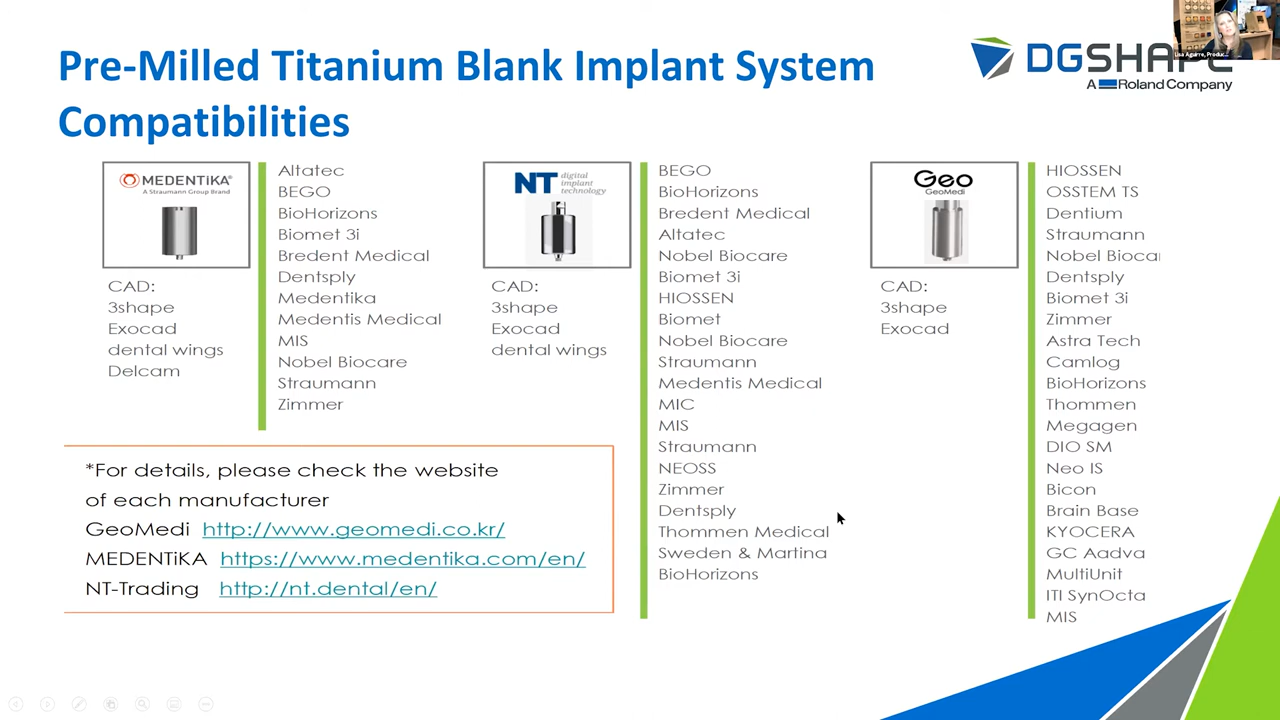 Pre-Milled Titanium Blank Implant System
Compatibilities
DGSHAPE
A Roland Company
Lisa Aguirre, Produc...
MEDENTiKA®
A Straumann Group Brand
CAD:
3shape
Exocad
dental wings
Delcam
Altatec
BEGO
BioHorizons
Biomet 3i
Bredent Medical
Dentsply
Medentika
Medentis Medical
MIS
Nobel Biocare
Straumann
Zimmer
NT digital
implant
technology
CAD:
3shape
Exocad
dental wings
BEGO
BioHorizons
Bredent Medical
Altatec
Nobel Biocare
Biomet 3i
HIOSSEN
Biomet
Nobel Biocare
Straumann
Medentis Medical
MIC
MIS
Straumann
NEOSS
Zimmer
Dentsply
Thommen Medical
Sweden & Martina
BioHorizons
Geo
GeoMedi
CAD:
3shape
Exocad
HIOSSEN
OSSTEM TS
Dentium
Straumann
Nobel Biocar
Dentsply
Biomet 3i
Zimmer
Astra Tech
Camlog
BioHorizons
Thommen
Megagen
DIO SM
Neo IS
Bicon
Brain Base
KYOCERA
GC Aadva
MultiUnit
ITI SynOcta
MIS
*For details, please check the website
of each manufacturer
GeoMedi http://www.geomedi.co.kr/
MEDENTiKA https://www.medentika.com/en/
NT-Trading http://nt.dental/en/